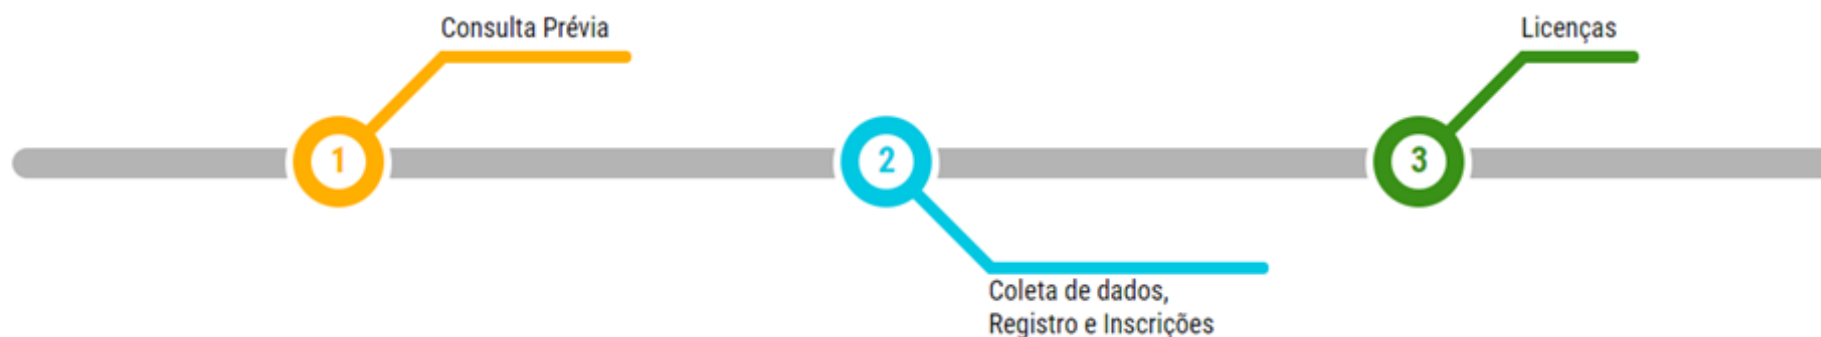 Consulta Prévia
Licenças
1
2
3
Coleta de dados,
Registro e Inscrições